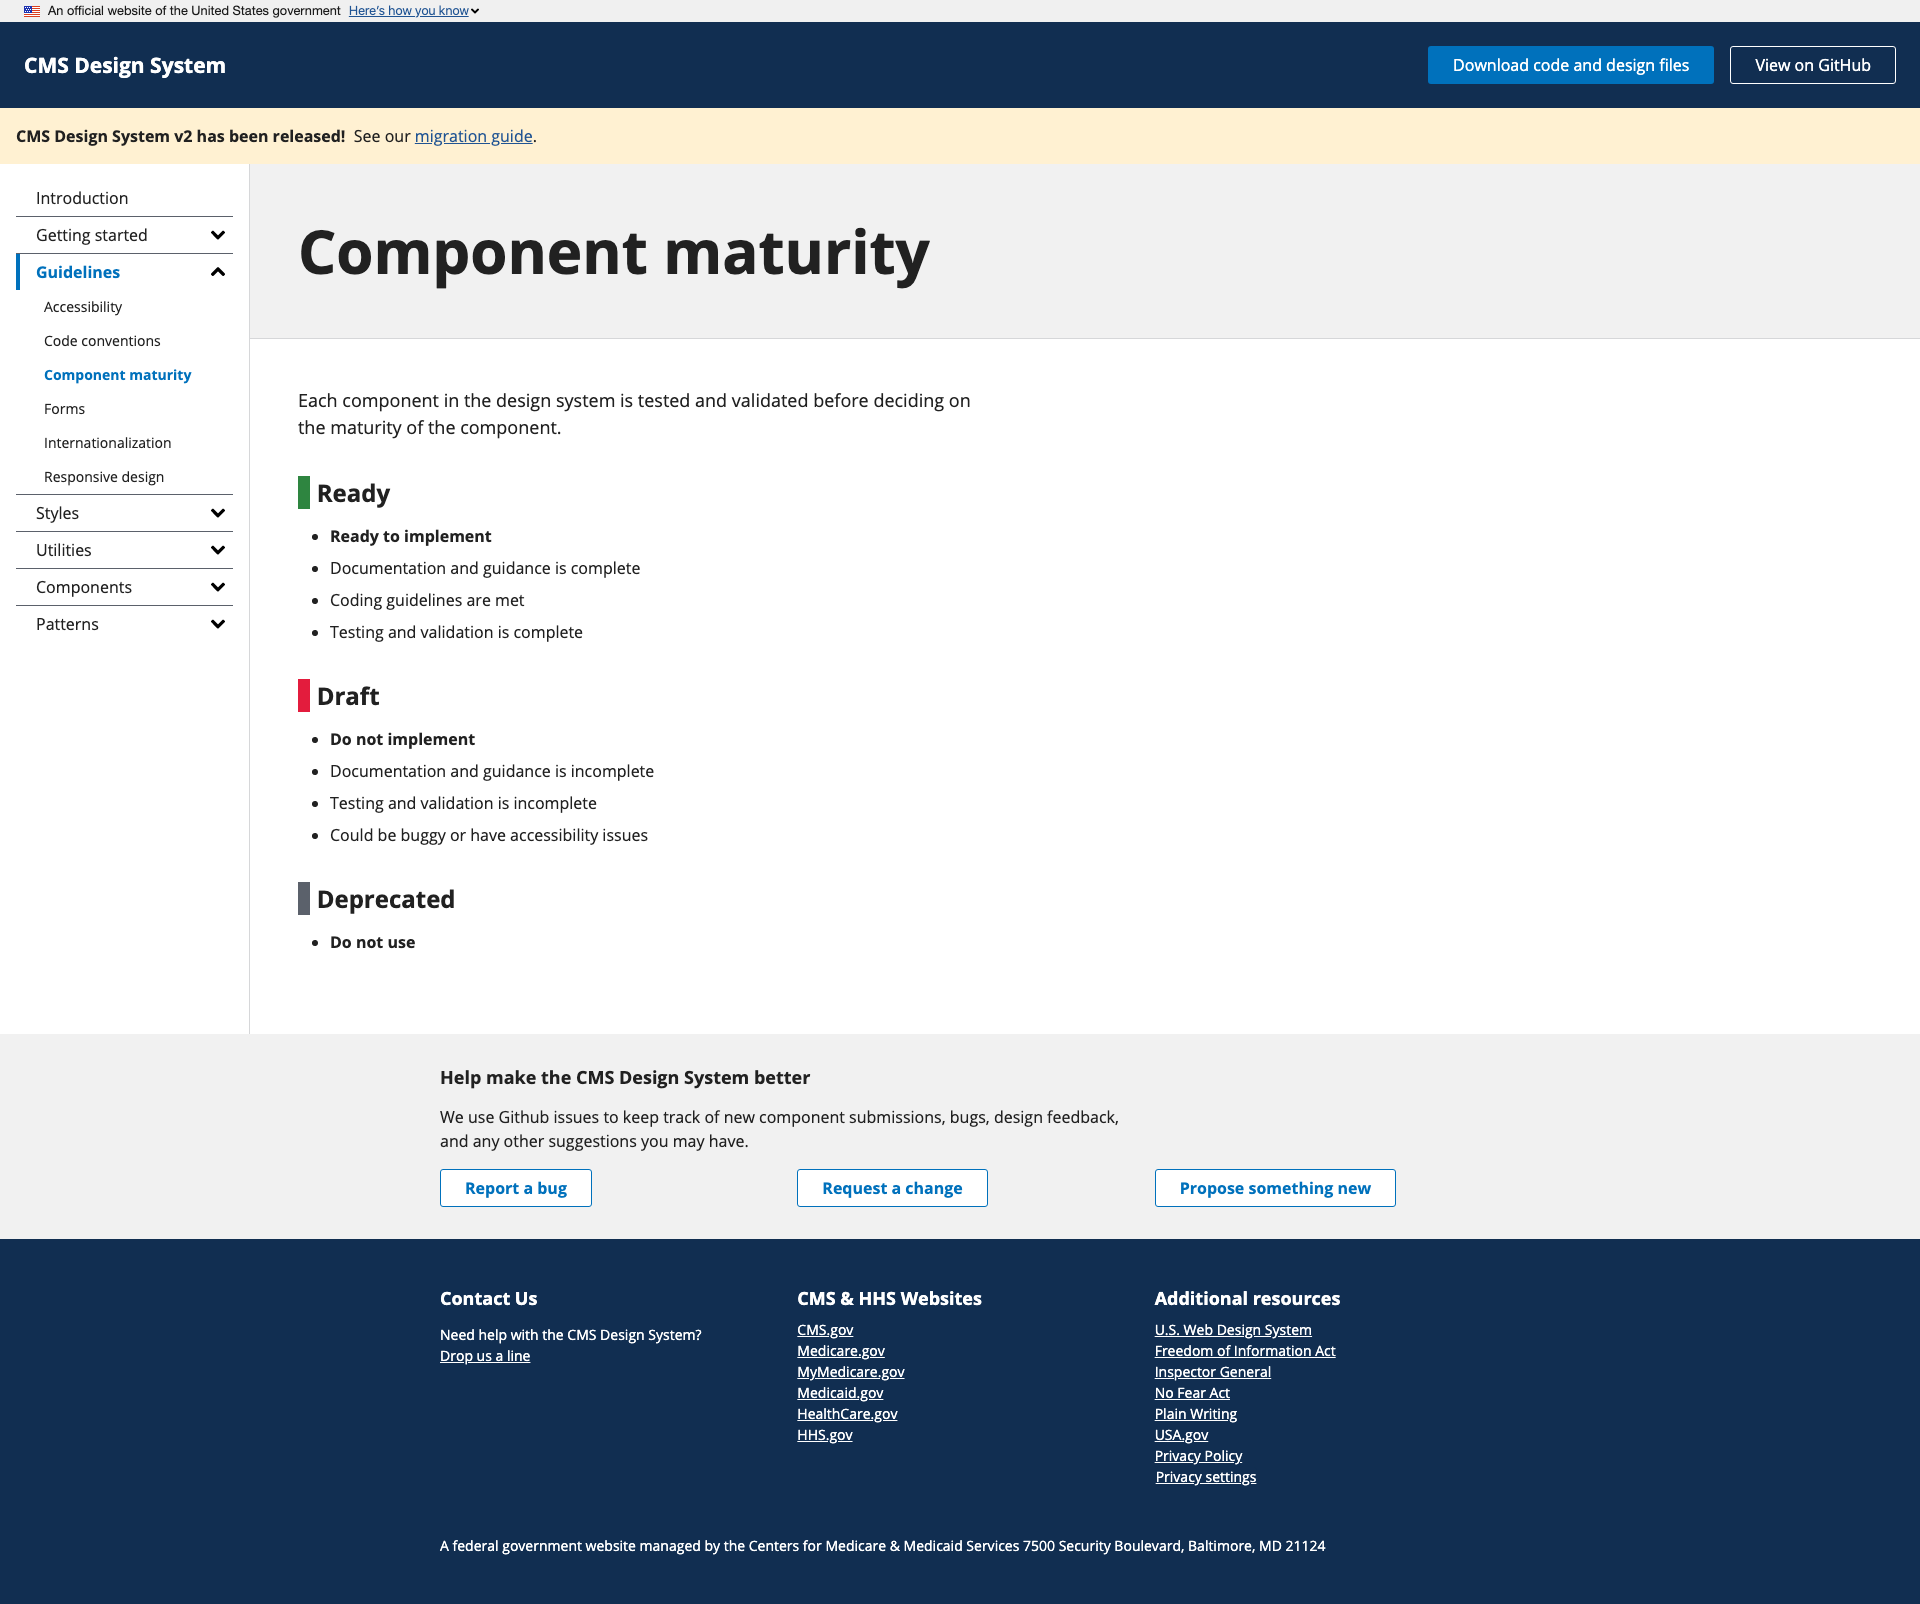 An official website of the United States government Here's how you know
CMS Design System
Download code and design files
View on GitHub
CMS Design System v2 has been released! See our migration guide.
Introduction
Getting started
Guidelines
Accessibility
Code conventions
Component maturity
Forms
Internationalization
Responsive design
Styles
Utilities
Components
Patterns
Component maturity
Each component in the design system is tested and validated before deciding on
the maturity of the component.
Ready
Ready to implement
Documentation and guidance is complete
Coding guidelines are met
Testing and validation is complete
Draft
Do not implement
Documentation and guidance is incomplete
Testing and validation is incomplete
Could be buggy or have accessibility issues
Deprecated
Do not use
Help make the CMS Design System better
We use Github issues to keep track of new component submissions, bugs, design feedback,
and any other suggestions you may have.
Report a bug
Request a change
Propose something new
Contact Us
Need help with the CMS Design System?
Drop us a line
CMS & HHS Websites
CMS.gov
Medicare.gov
MyMedicare.gov
Medicaid.gov
HealthCare.gov
HHS.gov
Additional resources
U.S. Web Design System
Freedom of Information Act
Inspector General
No Fear Act
Plain Writing
USA.gov
Privacy Policy
Privacy settings
A federal government website managed by the Centers for Medicare & Medicaid Services 7500 Security Boulevard, Baltimore, MD 21124